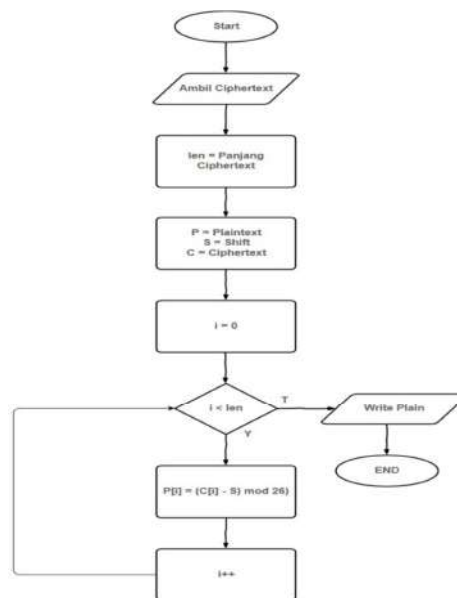 Start
Ambil Ciphertext
len = Panjang
Ciphertext
P = Plaintext
S = Shift
C = Ciphertext
i = 0
i < len
T
Write Plain
Y
END
P[i] = (C[i] - S) mod 26)
i++